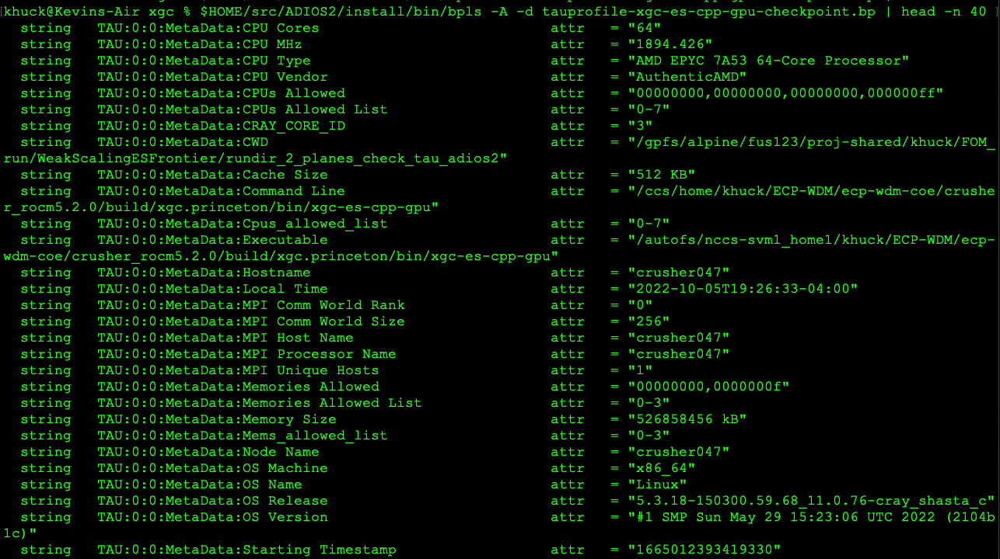 khuck@Kevins-Air xgc % $HOME/src/ADIOS2/install/bin/bpls -A -d tauprofile-xgc-es-cpp-gpu-checkpoint.bp | head -n 40
string TAU:0:0:MetaData:CPU Cores attr = "64"
string TAU:0:0:MetaData:CPU MHz attr = "1894.426"
string TAU:0:0:MetaData:CPU Type attr = "AMD EPYC 7A53 64-Core Processor"
string TAU:0:0:MetaData:CPU Vendor attr = "AuthenticAMD"
string TAU:0:0:MetaData:CPUs Allowed attr = "00000000,00000000,00000000,000000ff"
string TAU:0:0:MetaData:CPUs Allowed List attr = "0-7"
string TAU:0:0:MetaData:CRAY_CORE_ID attr = "3"
string TAU:0:0:MetaData:CWD attr = "/gpfs/alpine/fus123/proj-shared/khuck/FOM_
run/WeakScalingESFrontier/rundir_2_planes_check_tau_adios2"
string TAU:0:0:MetaData:Cache Size attr = "512 KB"
string TAU:0:0:MetaData:Command Line attr = "/ccs/home/khuck/ECP-WDM/ecp-wdm-coe/crushe
r_rocm5.2.0/build/xgc.princeton/bin/xgc-es-cpp-gpu"
string TAU:0:0:MetaData:Cpus_allowed_list attr = "0-7"
string TAU:0:0:MetaData:Executable attr = "/autofs/nccs-svm1_home1/khuck/ECP-WDM/ecp-
wdm-coe/crusher_rocm5.2.0/build/xgc.princeton/bin/xgc-es-cpp-gpu"
string TAU:0:0:MetaData:Hostname attr = "crusher047"
string TAU:0:0:MetaData:Local Time attr = "2022-10-05T19:26:33-04:00"
string TAU:0:0:MetaData:MPI Comm World Rank attr = "0"
string TAU:0:0:MetaData:MPI Comm World Size attr = "256"
string TAU:0:0:MetaData:MPI Host Name attr = "crusher047"
string TAU:0:0:MetaData:MPI Processor Name attr = "crusher047"
string TAU:0:0:MetaData:MPI Unique Hosts attr = "1"
string TAU:0:0:MetaData:Memories Allowed attr = "00000000,0000000f"
string TAU:0:0:MetaData:Memories Allowed List attr = "0-3"
string TAU:0:0:MetaData:Memory Size attr = "526858456 kB"
string TAU:0:0:MetaData:Mems_allowed_list attr = "0-3"
string TAU:0:0:MetaData:Node Name attr = "crusher047"
string TAU:0:0:MetaData:OS Machine attr = "x86_64"
string TAU:0:0:MetaData:OS Name attr = "Linux"
string TAU:0:0:MetaData:OS Release attr = "5.3.18-150300.59.68_11.0.76-cray_shasta_c"
string TAU:0:0:MetaData:OS Version attr = "#1 SMP Sun May 29 15:23:06 UTC 2022 (2104b
1c)"
string TAU:0:0:MetaData:Starting Timestamp attr = "1665012393419330"